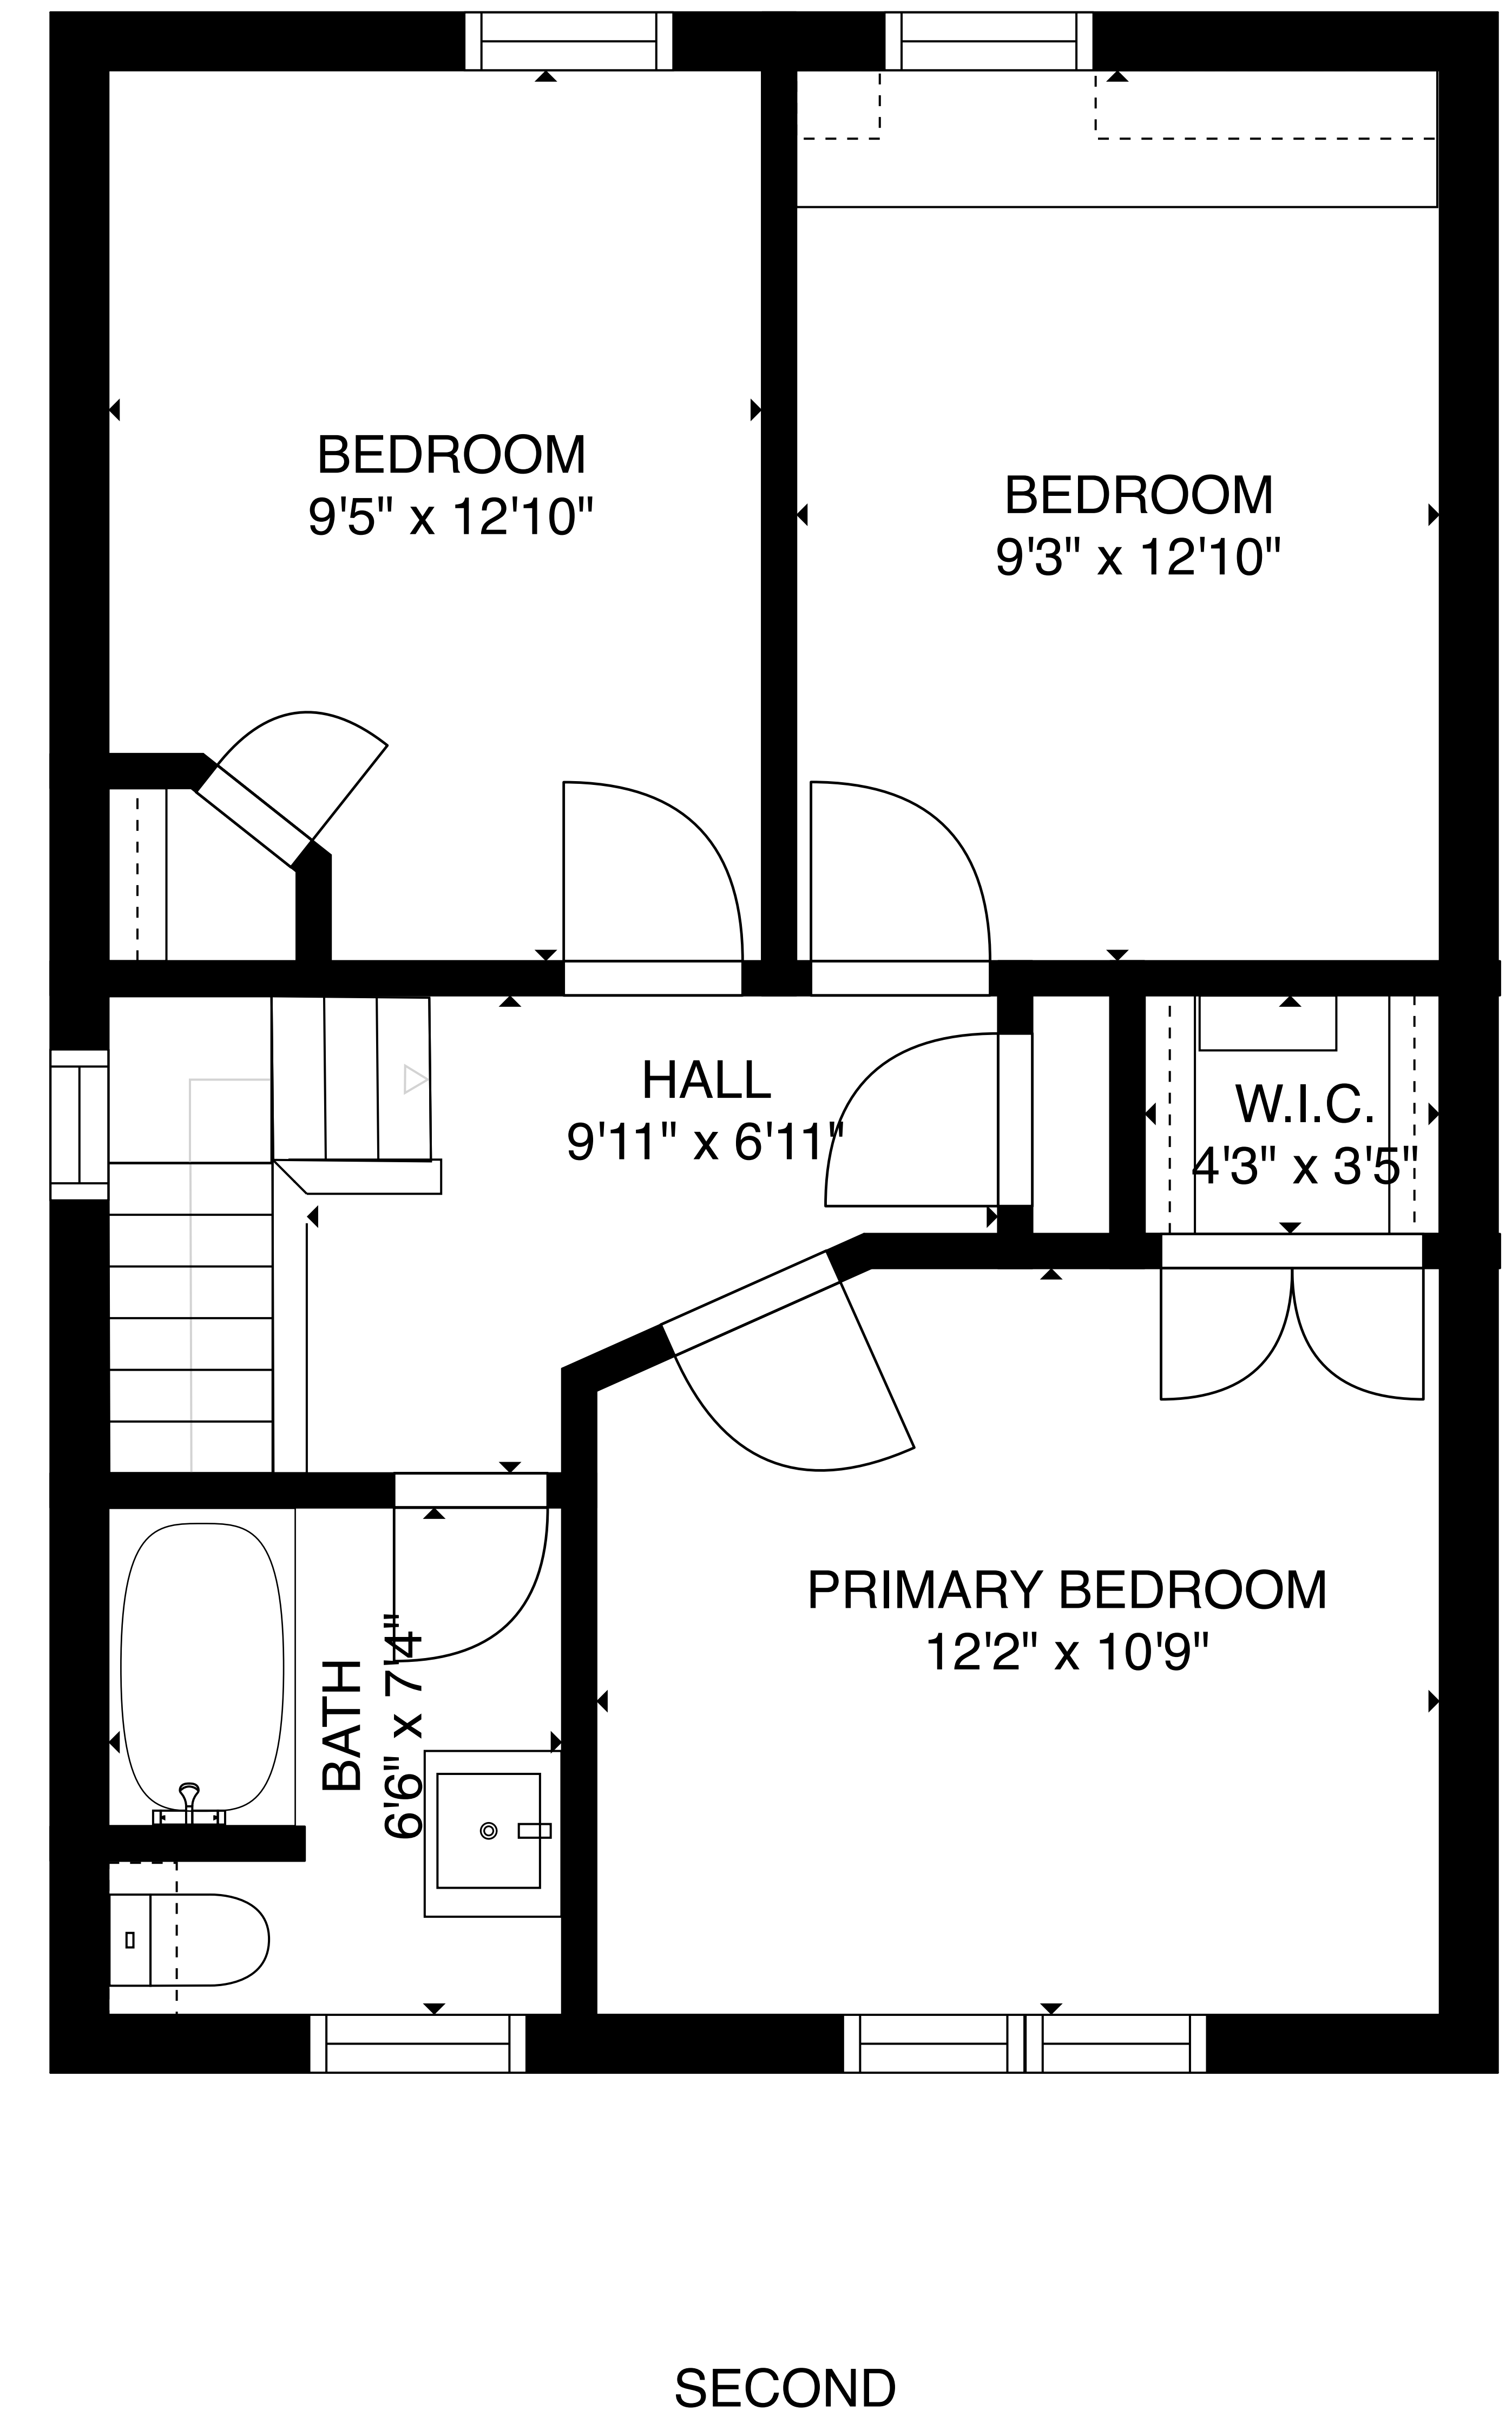 BEDROOM
9'5" x 12'10"
BEDROOM
9'3" x 12'10"
HALL
9'11" x 6'11"
W.I.C.
4'3" x 3'5"
PRIMARY BEDROOM
12'2" x 10'9"
BATH
6'6" x 7'4"
SECOND